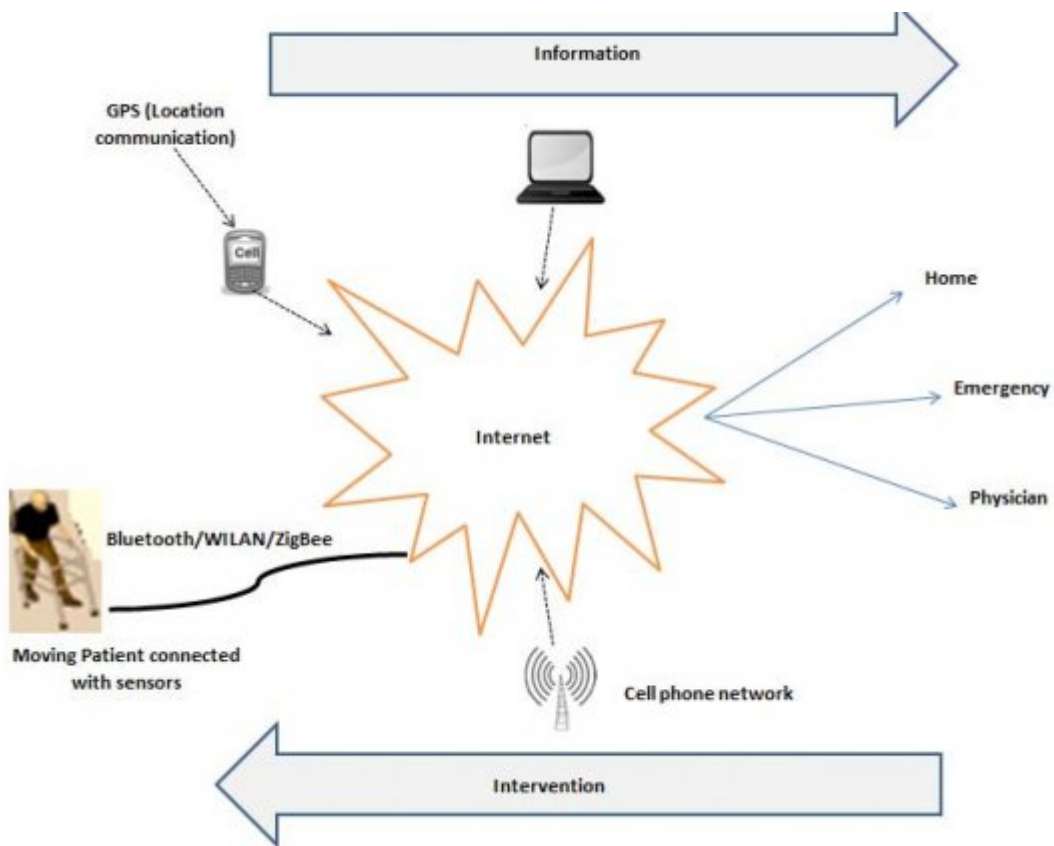 Information
GPS (Location
communication)
Cell
Home
Emergency
Internet
Physician
Bluetooth/WILAN/ZigBee
Moving Patient connected
with sensors
Cell phone network
Intervention